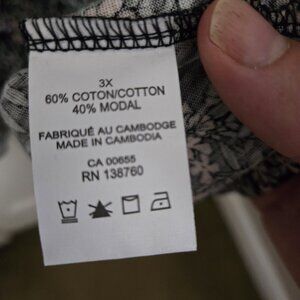 3X
60% COTON/COTTON
40% MODAL
FABRIQUÉ AU CAMBODGE
MADE IN CAMBODIA
CA 00655
RN 138760